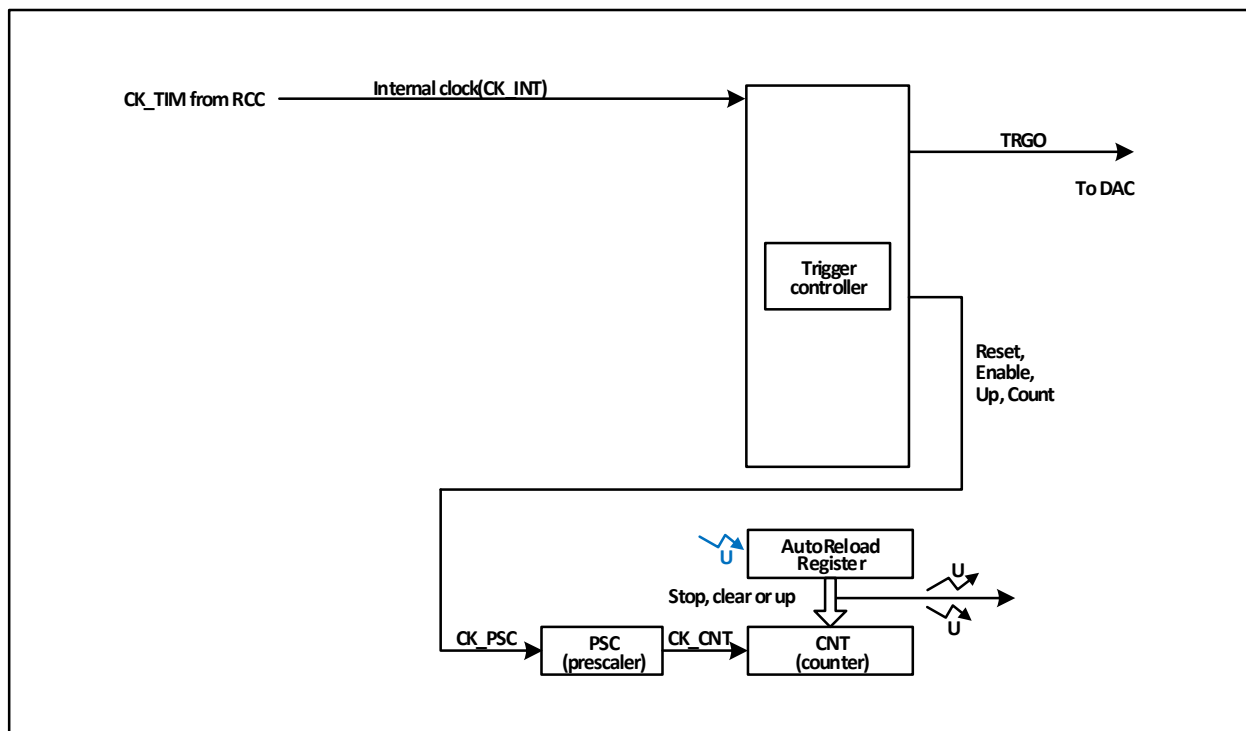 Internal clock(CK_INT)
CK_TIM from RCC
TRGO
To DAC
Trigger
controller
Reset,
Enable,
Up, Count
AutoReload
Register
U
U
Stop, clear or up
U
CK_PSC
PSC
(prescaler)
CK_CNT
CNT
(counter)